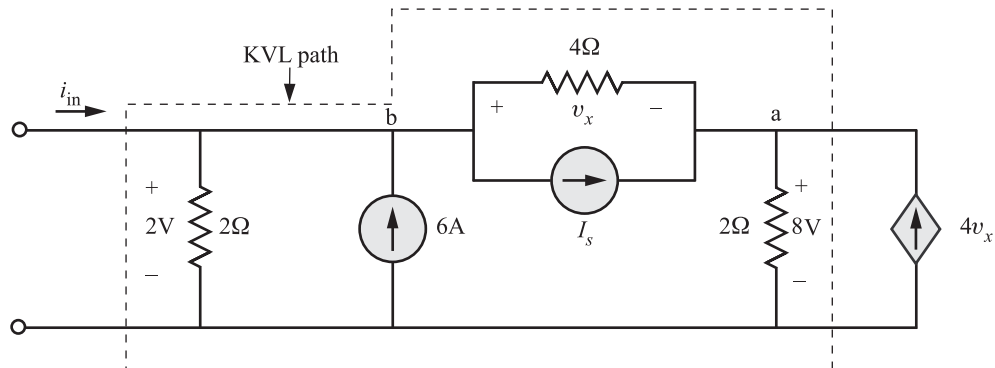 4Ω
KVL path
i_in
+ v_x −
b
a
+
2V 2Ω
−
6A
I_s
2Ω
+
8V
−
4v_x